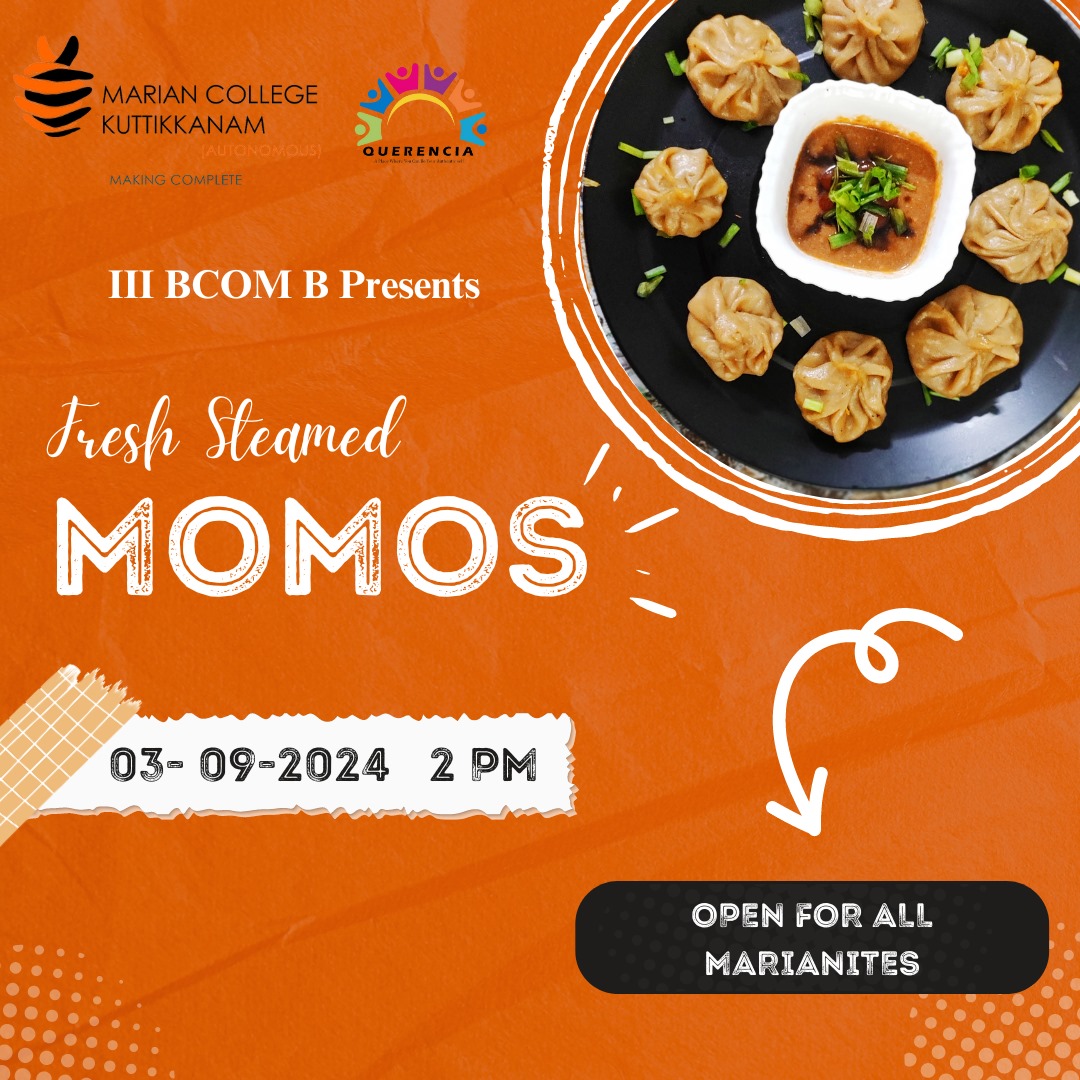 MARIAN COLLEGE
KUTTIKKANAM
(AUTONOMOUS)
MAKING COMPLETE
QUERENCIA
III BCOM B Presents
Fresh Steamed
MOMOS
03- 09-2024 2 PM
OPEN FOR ALL
MARIANITES